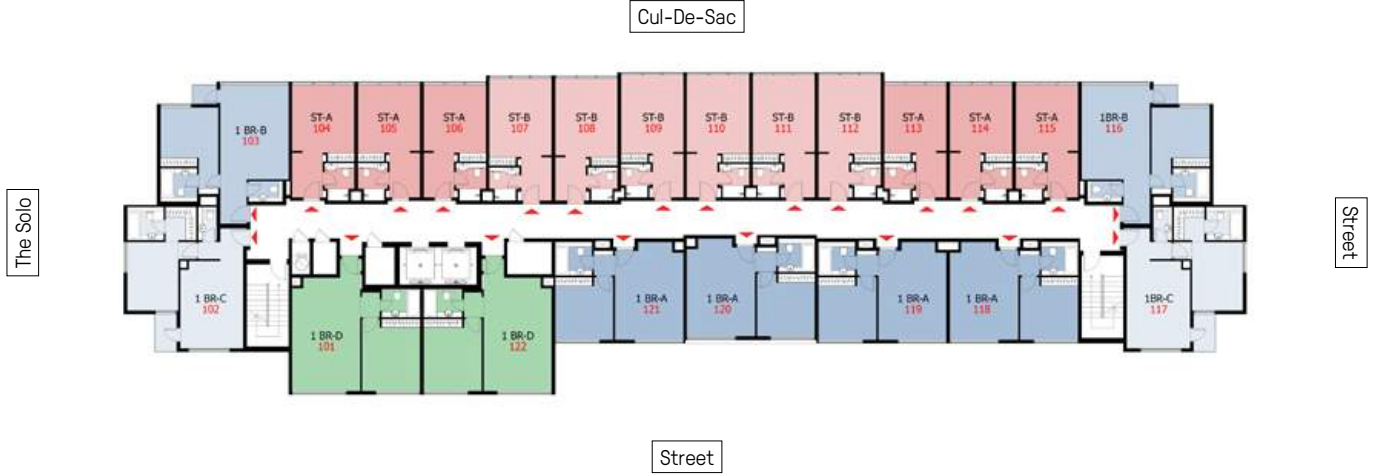 Cul-De-Sac
The Solo
Street
Street
1 BR-B
103
ST-A
104
ST-A
105
ST-A
106
ST-B
107
ST-B
108
ST-B
109
ST-B
110
ST-B
111
ST-B
112
ST-A
113
ST-A
114
ST-A
115
1BR-B
116
1 BR-C
102
1 BR-D
101
1 BR-D
122
1 BR-A
121
1 BR-A
120
1 BR-A
119
1 BR-A
118
1BR-C
117